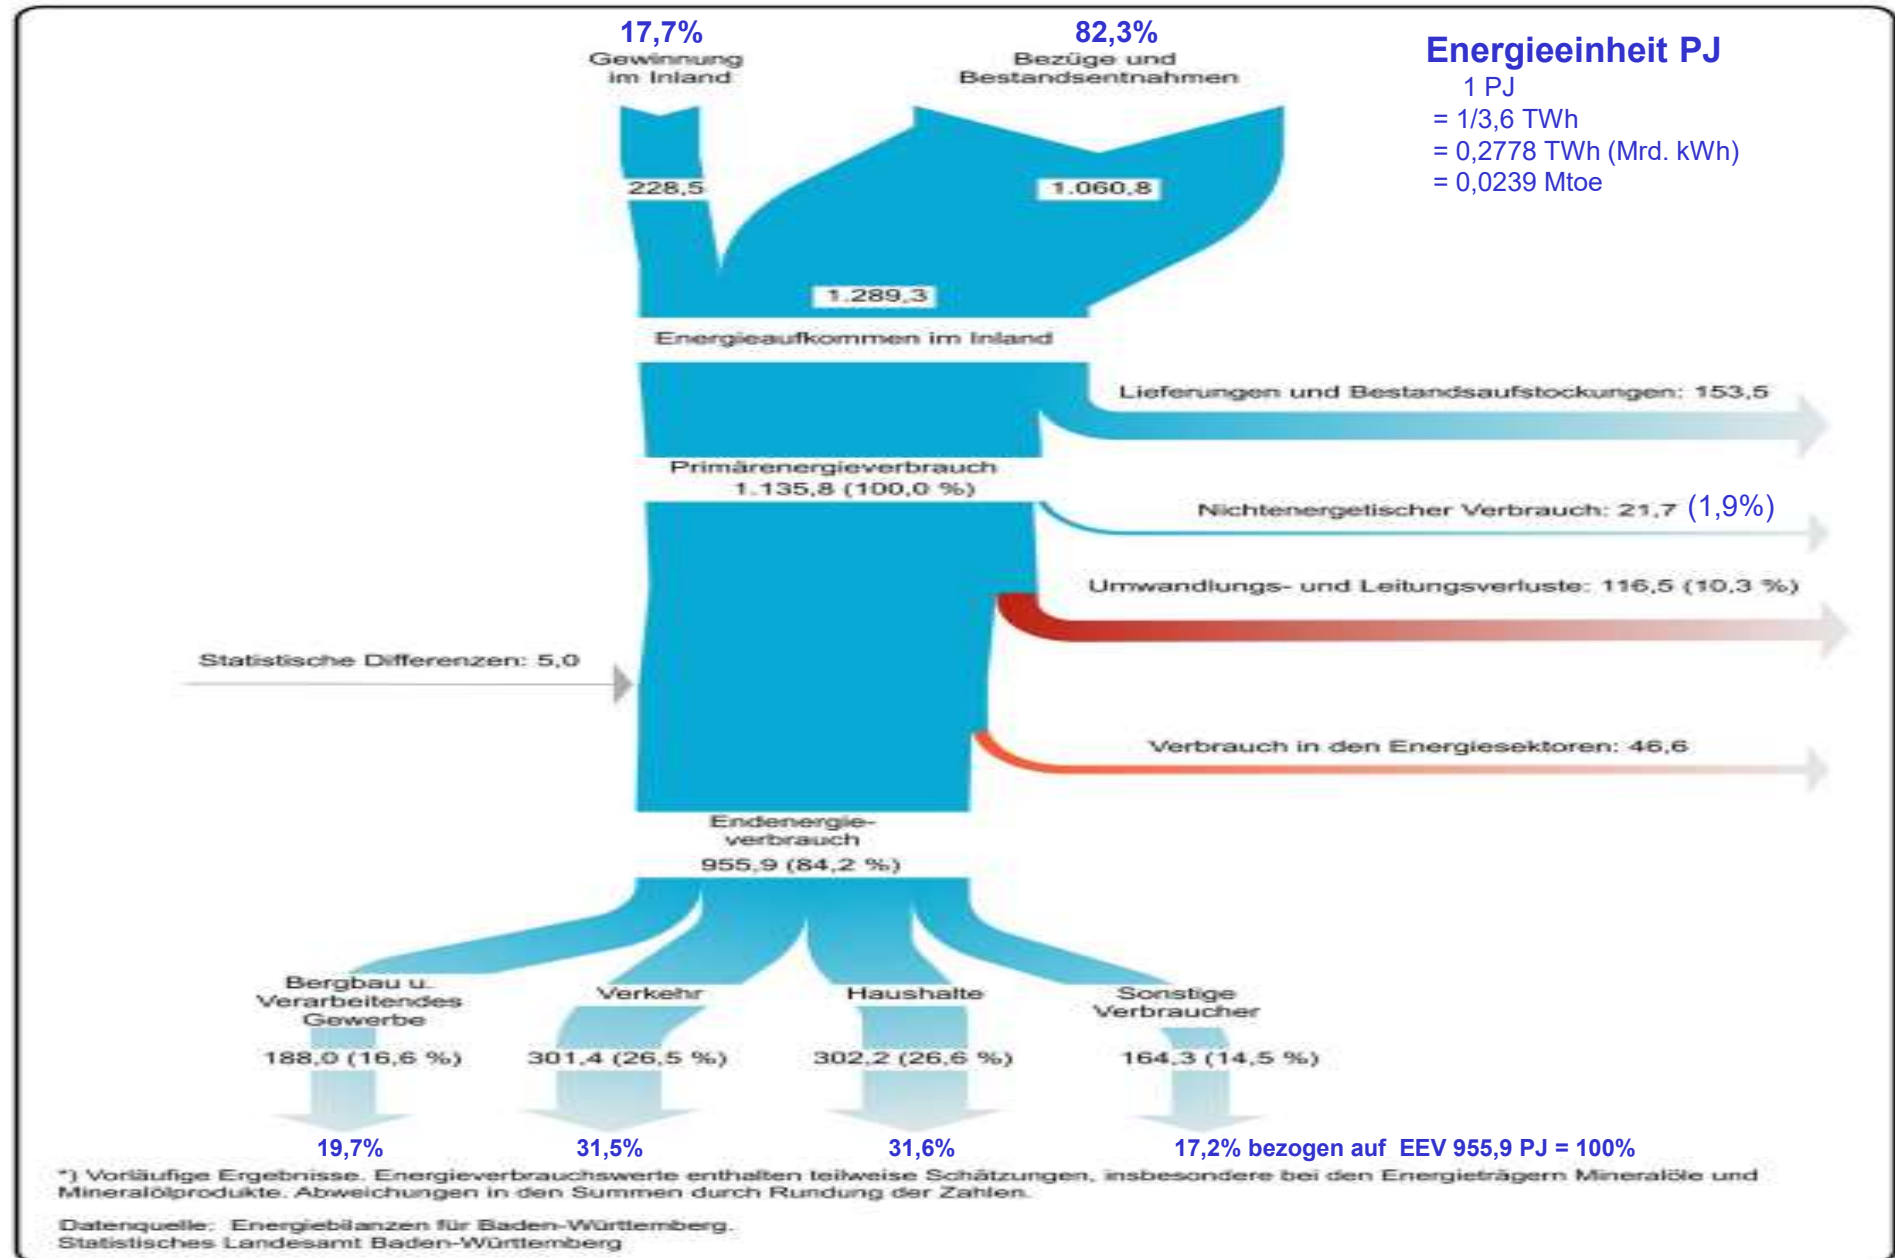 17,7%
Gewinnung
im Inland
82,3%
Bezüge und
Bestandsentnahmen
Energieeinheit PJ
1 PJ
= 1/3,6 TWh
= 0,2778 TWh (Mrd. kWh)
= 0,0239 Mtoe
228,5
1.060,8
1.289,3
Energieaufkommen im Inland
Lieferungen und Bestandsaufstockungen: 153,5
Primärenergieverbrauch
1.135,8 (100,0 %)
Nichtenergetischer Verbrauch: 21,7 (1,9%)
Umwandlungs- und Leitungsverluste: 116,5 (10,3 %)
Statistische Differenzen: 5,0
Verbrauch in den Energiesektoren: 46,6
Endenergie-
verbrauch
955,9 (84,2 %)
Bergbau u.
Verarbeitendes
Gewerbe
Verkehr
Haushalte
Sonstige
Verbraucher
188,0 (16,6 %)
301,4 (26,5 %)
302,2 (26,6 %)
164,3 (14,5 %)
19,7%
31,5%
31,6%
17,2% bezogen auf EEV 955,9 PJ = 100%
*) Vorläufige Ergebnisse. Energieverbrauchswerte enthalten teilweise Schätzungen, insbesondere bei den Energieträgern Mineralöle und
Mineralölprodukte. Abweichungen in den Summen durch Rundung der Zahlen.
Datenquelle: Energiebilanzen für Baden-Württemberg.
Statistisches Landesamt Baden-Württemberg